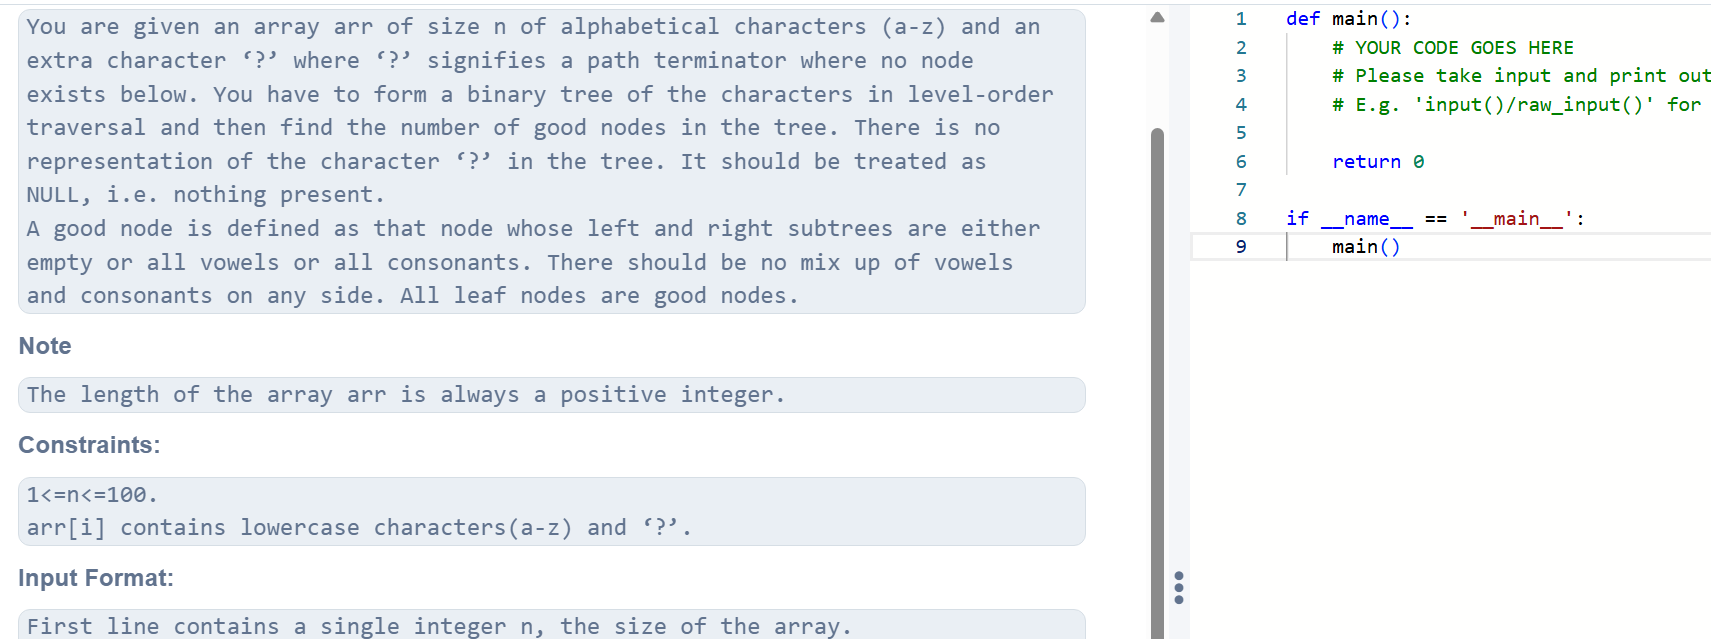 You are given an array arr of size n of alphabetical characters (a-z) and an
extra character ‘?’ where ‘?’ signifies a path terminator where no node
exists below. You have to form a binary tree of the characters in level-order
traversal and then find the number of good nodes in the tree. There is no
representation of the character ‘?’ in the tree. It should be treated as
NULL, i.e. nothing present.
A good node is defined as that node whose left and right subtrees are either
empty or all vowels or all consonants. There should be no mix up of vowels
and consonants on any side. All leaf nodes are good nodes.
Note
The length of the array arr is always a positive integer.
Constraints:
1<=n<=100.
arr[i] contains lowercase characters(a-z) and ‘?’.
Input Format:
First line contains a single integer n, the size of the array.
1 def main():
2 # YOUR CODE GOES HERE
3 # Please take input and print out
4 # E.g. 'input()/raw_input()' for
5
6 return 0
7
8 if __name__ == '__main__':
9 main()